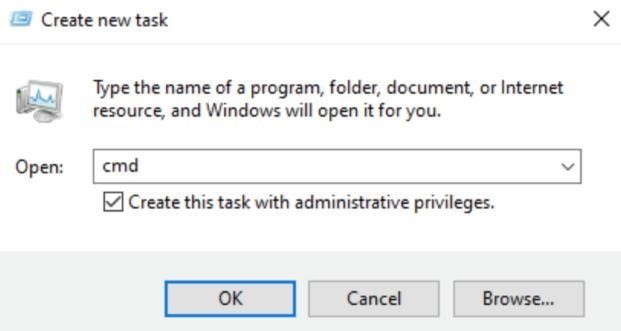 Create new task
Type the name of a program, folder, document, or Internet
resource, and Windows will open it for you.
Open: cmd
Create this task with administrative privileges.
OK Cancel Browse...